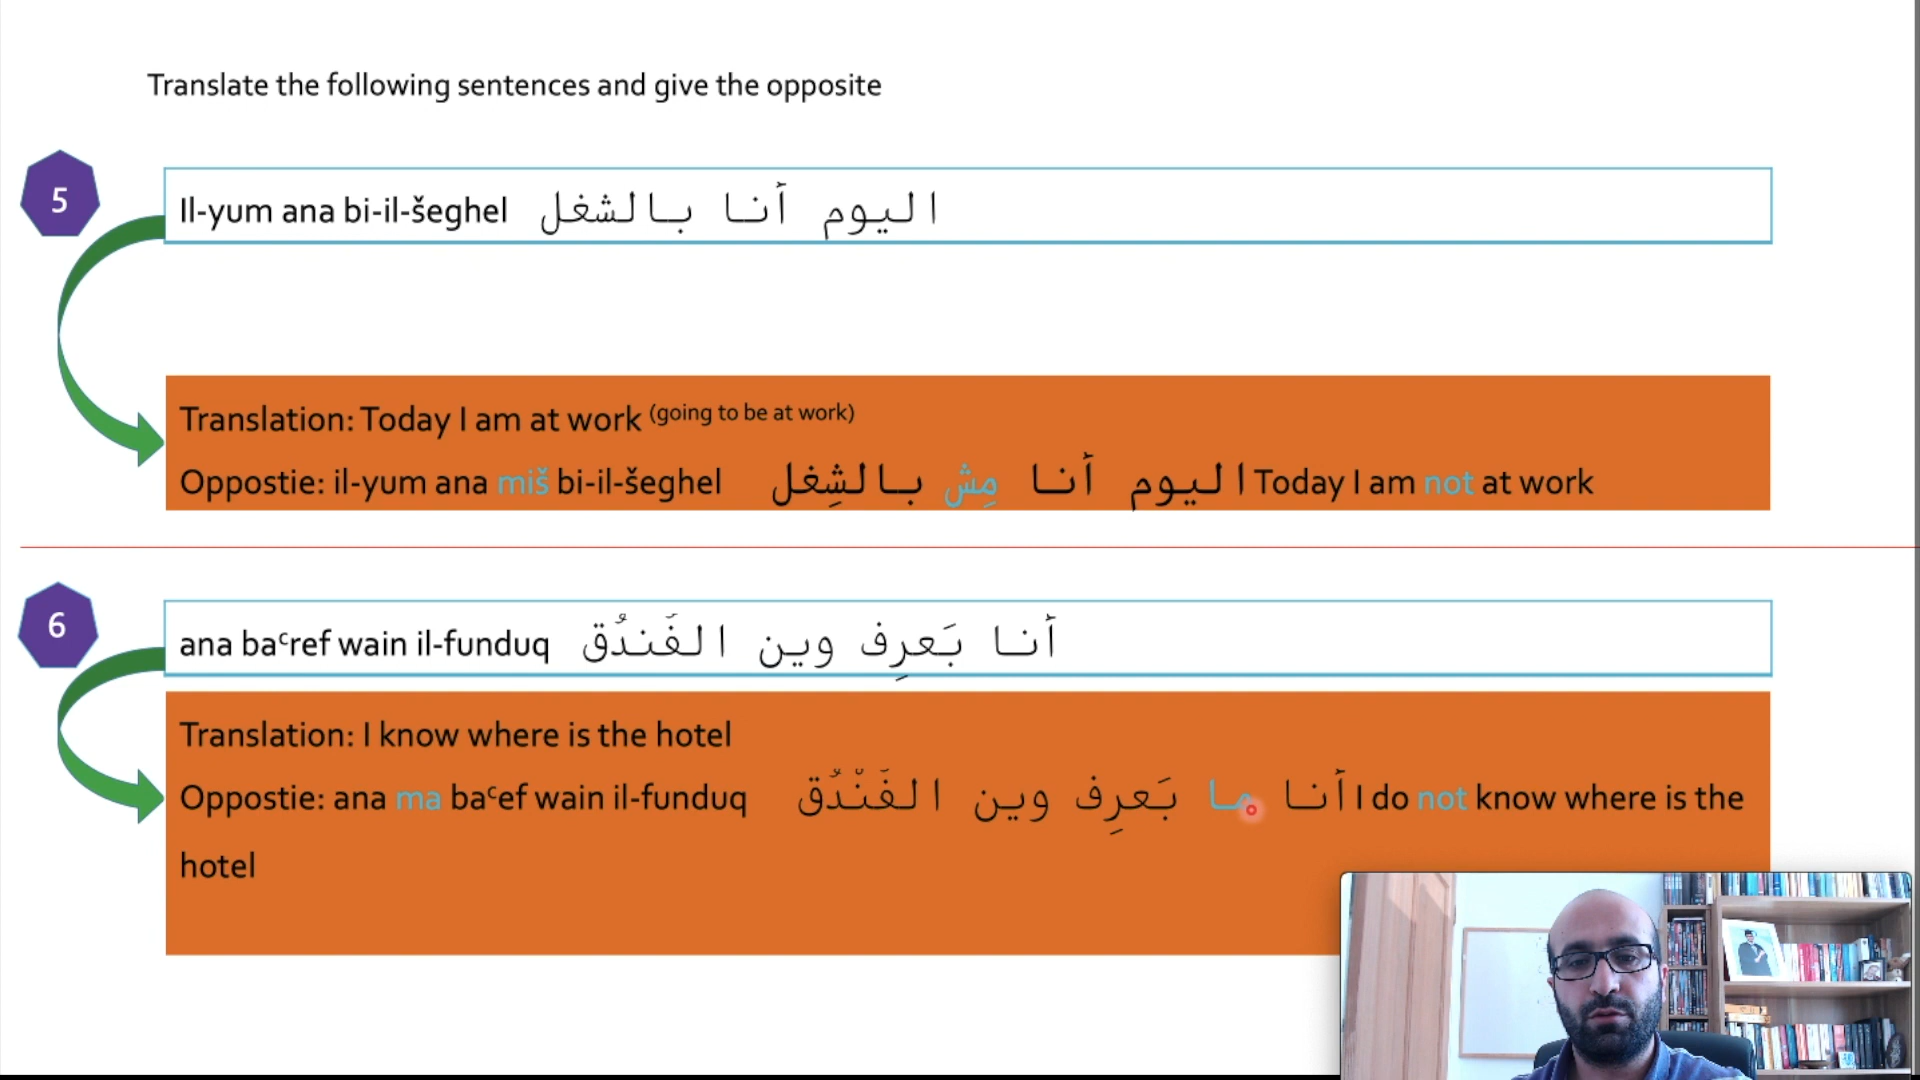 Translate the following sentences and give the opposite
5
Il-yum ana bi-il-šeghel اليوم أنا بالشغل
Translation: Today I am at work (going to be at work)
Oppostie: il-yum ana miš bi-il-šeghel اليوم أنا مِش بالشِغل Today I am not at work
6
ana baᶜref wain il-funduq أنا بَعرِف وين الفَندُق
Translation: I know where is the hotel
Oppostie: ana ma baᶜef wain il-funduq أنا ما بَعرِف وين الفَنْدُق I do not know where is the
hotel